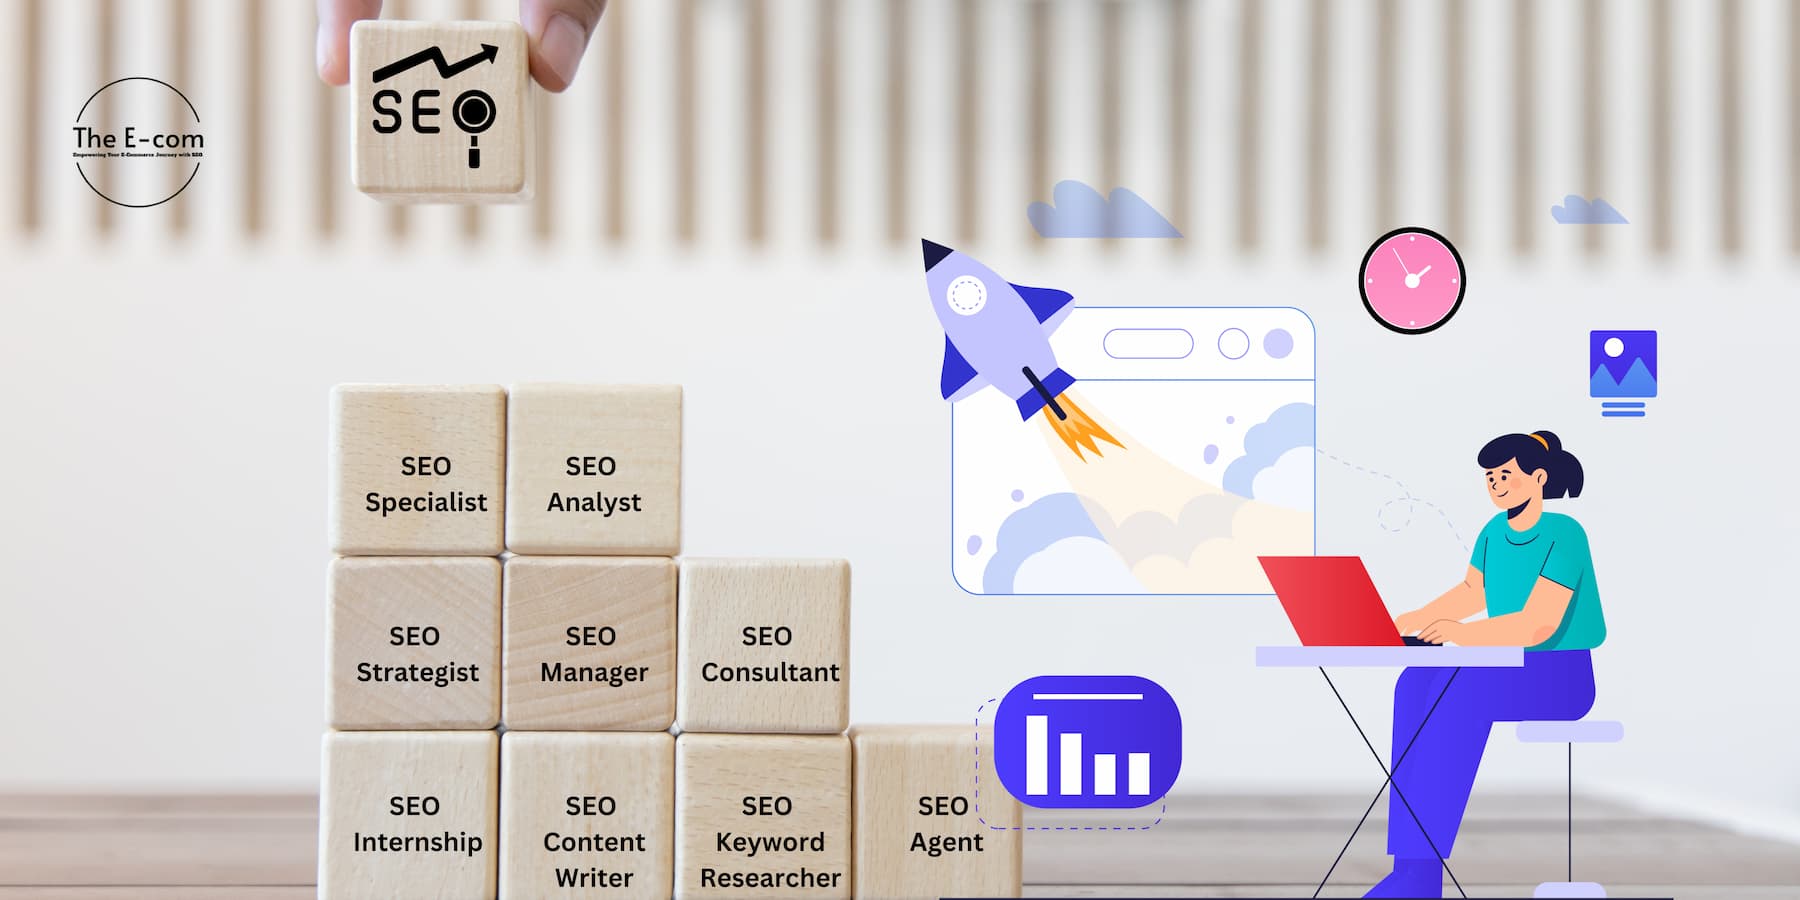 SEO
The E-com
Empowering Your E-Commerce Journey with SEO
SEO
Specialist
SEO
Analyst
SEO
Strategist
SEO
Manager
SEO
Consultant
SEO
Internship
SEO
Content
Writer
SEO
Keyword
Researcher
SEO
Agent